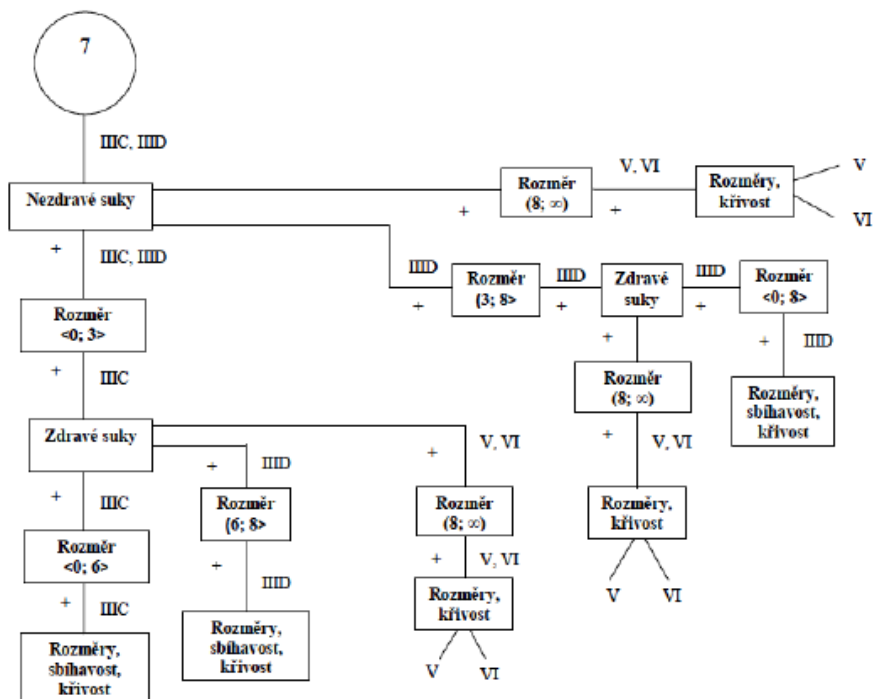 7
IIIC, IIID
Nezdravé suky
+
Rozměr
(8; ∞)
V, VI
+
Rozměry,
křivost
V
VI
+
IIIC, IIID
IIID
+
Rozměr
(3; 8>
IIID
+
Zdravé
suky
IIID
+
Rozměr
<0; 8>
Rozměr
<0; 3>
+
Rozměr
(8; ∞)
+
IIID
+
IIIC
Rozměry,
sbíhavost,
křivost
Zdravé suky
+
IIID
+
V, VI
+
V, VI
+
IIIC
Rozměr
(6; 8>
Rozměr
(8; ∞)
Rozměry,
křivost
Rozměr
<0; 6>
+
IIID
+
V, VI
V
VI
+
IIIC
Rozměry,
křivost
Rozměry,
sbíhavost,
křivost
Rozměry,
sbíhavost,
křivost
V
VI